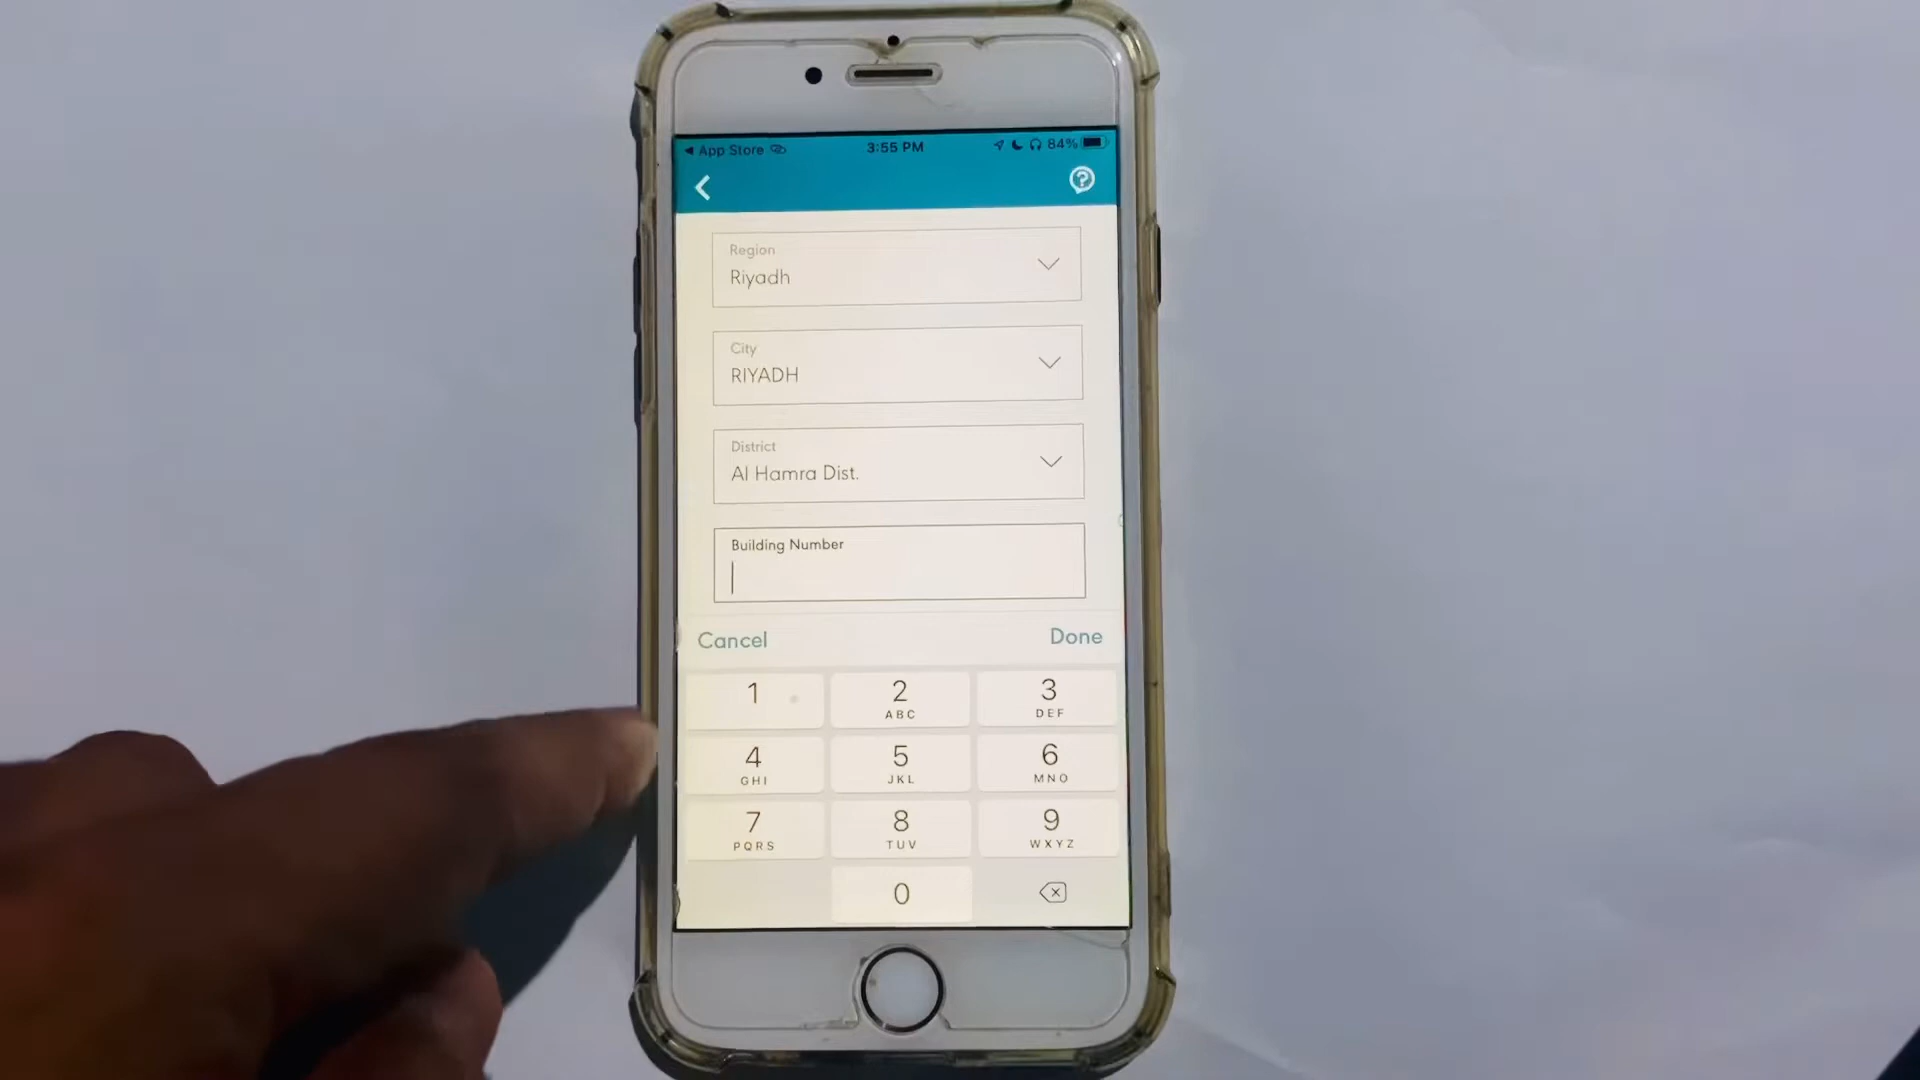 App Store 3:55 PM 84%
Region
Riyadh
City
RIYADH
District
Al Hamra Dist.
Building Number
Cancel Done
1 2 3
ABC DEF
4 5 6
GHI JKL MNO
7 8 9
PQRS TUV WXYZ
0